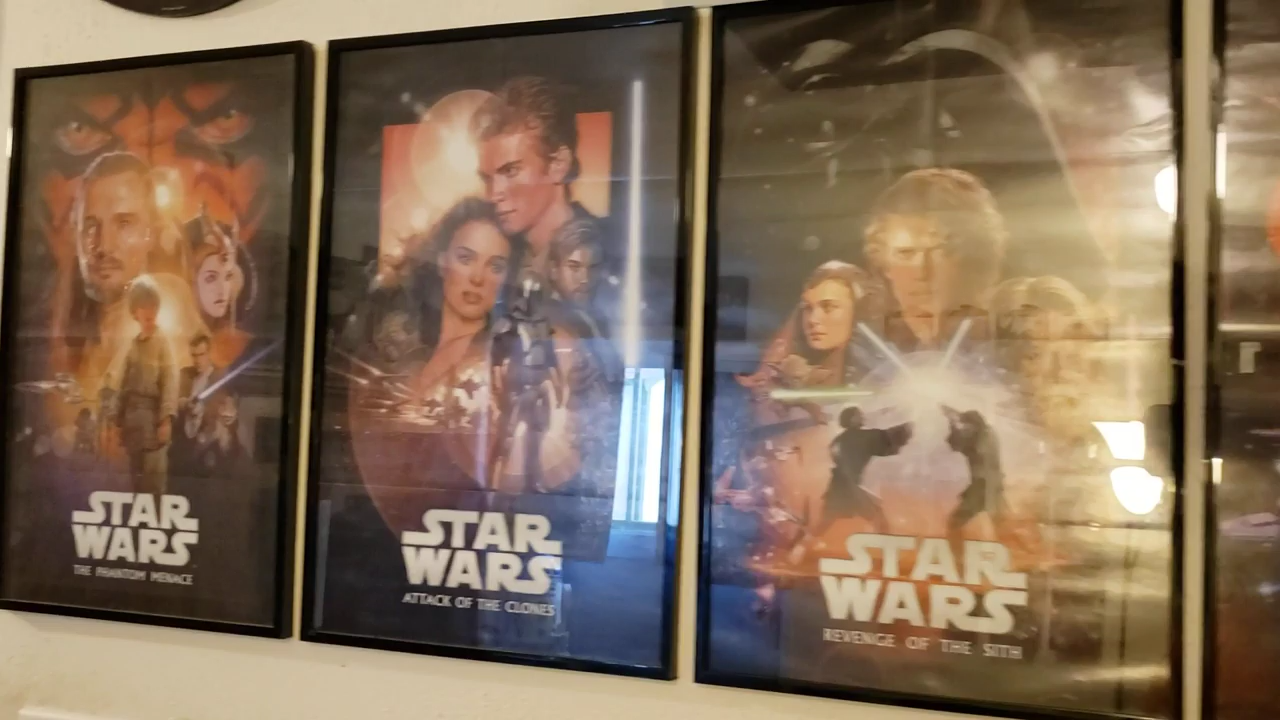 STAR
WARS
THE PHANTOM MENACE
STAR
WARS
ATTACK OF THE CLONES
STAR
WARS
REVENGE OF THE SITH